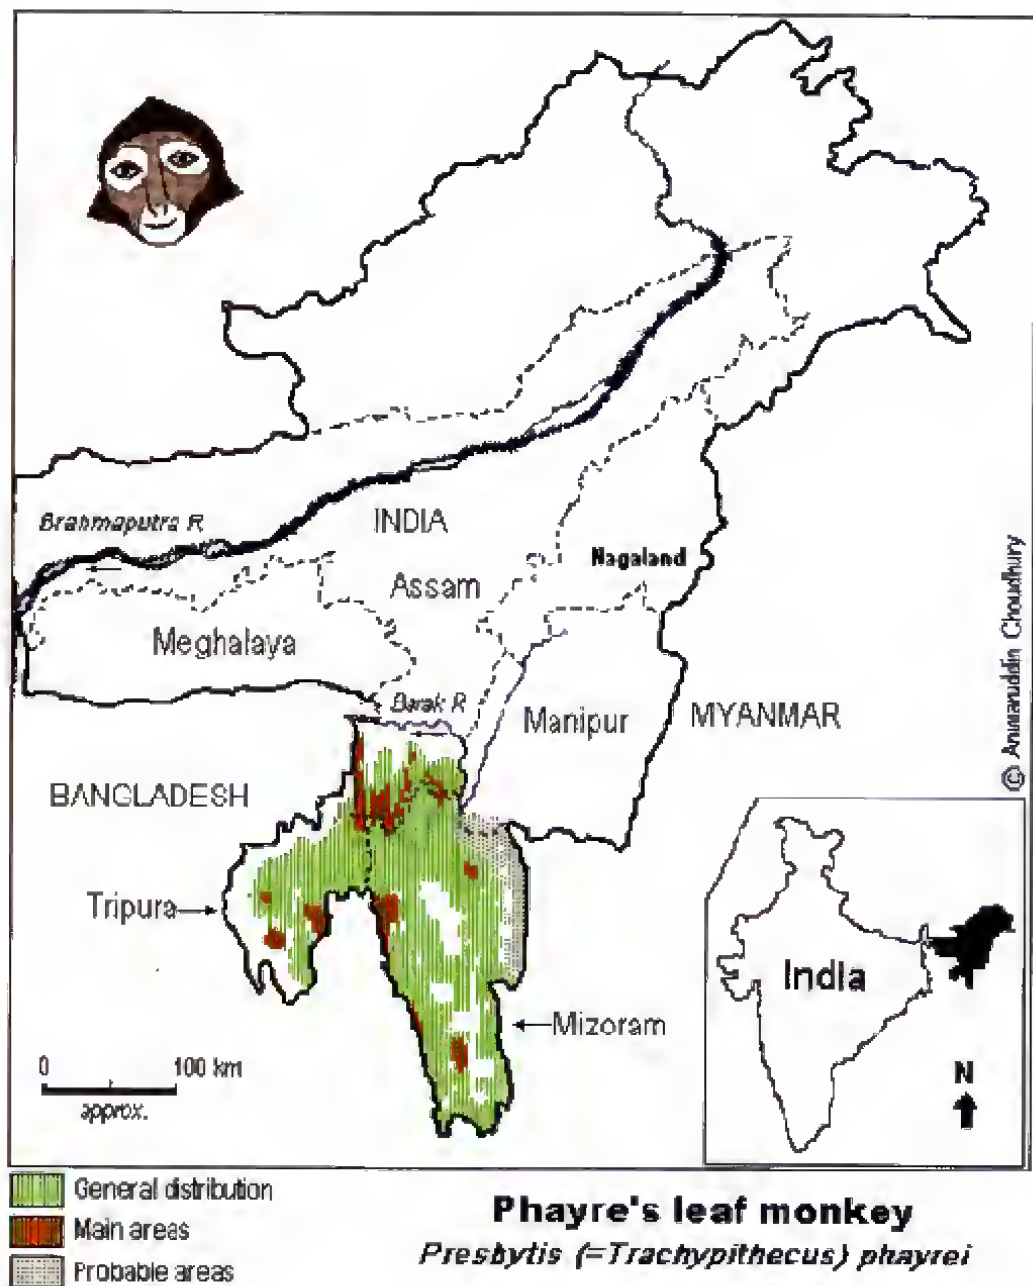 Brahmaputra R
INDIA
Nagaland
Assam
Meghalaya
Barak R
Manipur
MYANMAR
BANGLADESH
Tripura
Mizoram
0 100 km
approx.
India
N
© Anwaruddin Choudhury
General distribution
Main areas
Probable areas
Phayre's leaf monkey
Presbytis (=Trachypithecus) phayrei